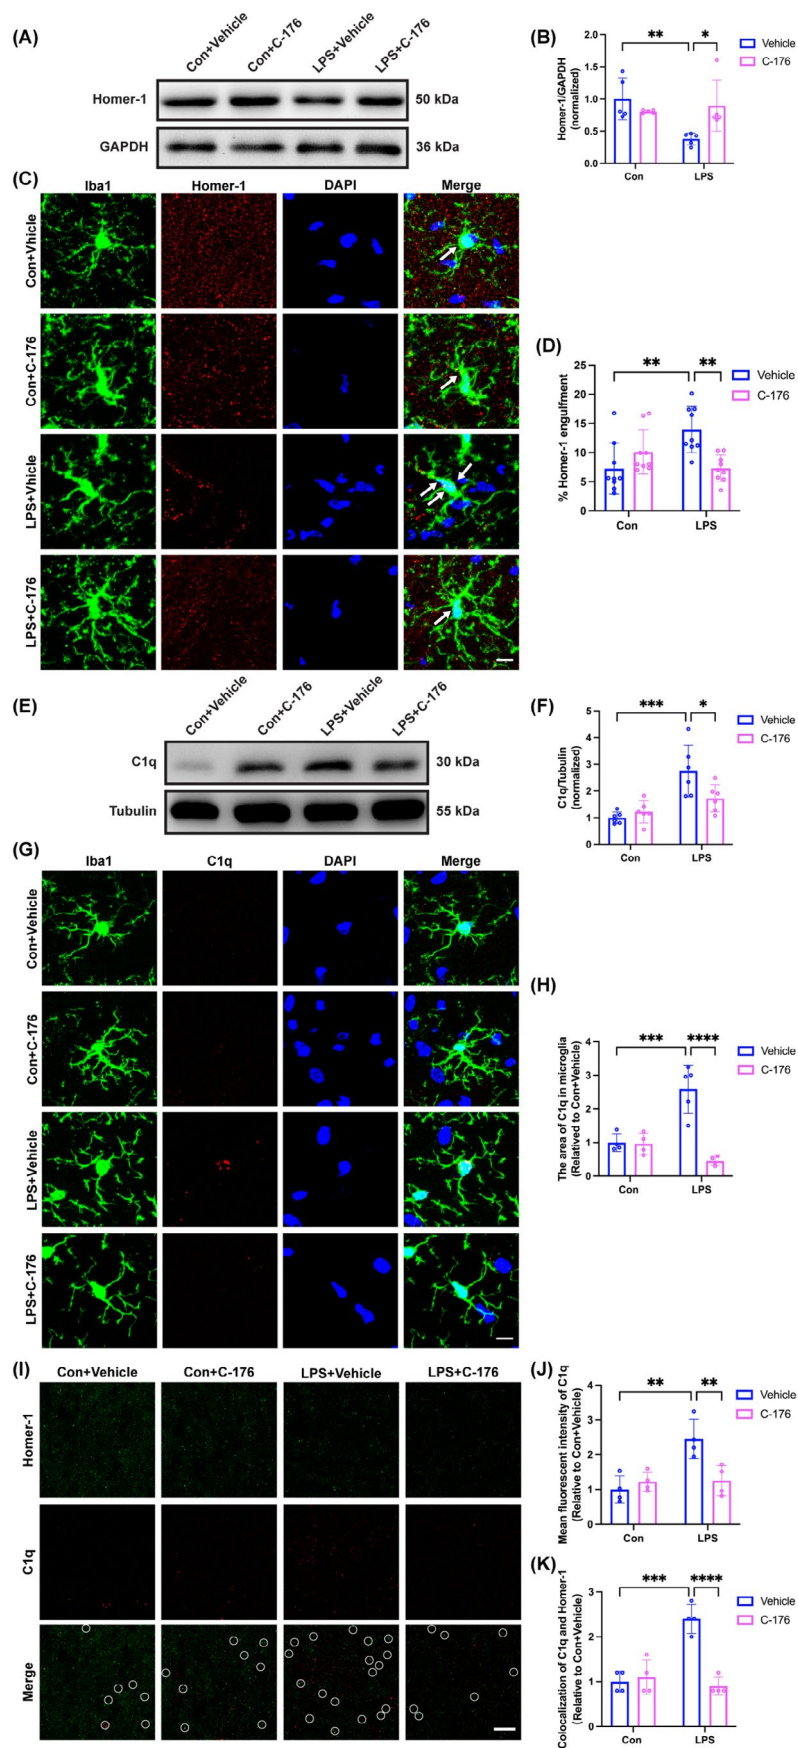 (A)
Con+Vehicle
Con+C-176
LPS+Vehicle
LPS+C-176
Homer-1
50 kDa
GAPDH
36 kDa
(B)
Homer-1/GAPDH
(normalized)
2.0
1.5
1.0
0.5
0.0
**
*
Con
LPS
Vehicle
C-176
(C)
Iba1
Homer-1
DAPI
Merge
Con+Vhicle
Con+C-176
LPS+Vhicle
LPS+C-176
(D)
% Homer-1 engulfment
25
20
15
10
5
0
**
**
Con
LPS
Vehicle
C-176
(E)
Con+Vehicle
Con+C-176
LPS+Vehicle
LPS+C-176
C1q
30 kDa
Tubulin
55 kDa
(F)
C1q/Tubulin
(normalized)
5
4
3
2
1
0
***
*
Con
LPS
Vehicle
C-176
(G)
Iba1
C1q
DAPI
Merge
Con+Vehicle
Con+C-176
LPS+Vehicle
LPS+C-176
(H)
The area of C1q in microglia
(Relatived to Con+Vehicle)
4
3
2
1
0
***
****
Con
LPS
Vehicle
C-176
(I)
Con+Vehicle
Con+C-176
LPS+Vehicle
LPS+C-176
Homer-1
C1q
Merge
(J)
Mean fluorescent intensity of C1q
(Relative to Con+Vehicle)
4
3
2
1
0
**
**
Con
LPS
Vehicle
C-176
(K)
Colocalization of C1q and Homer-1
(Relative to Con+Vehicle)
3
2
1
0
***
****
Con
LPS
Vehicle
C-176